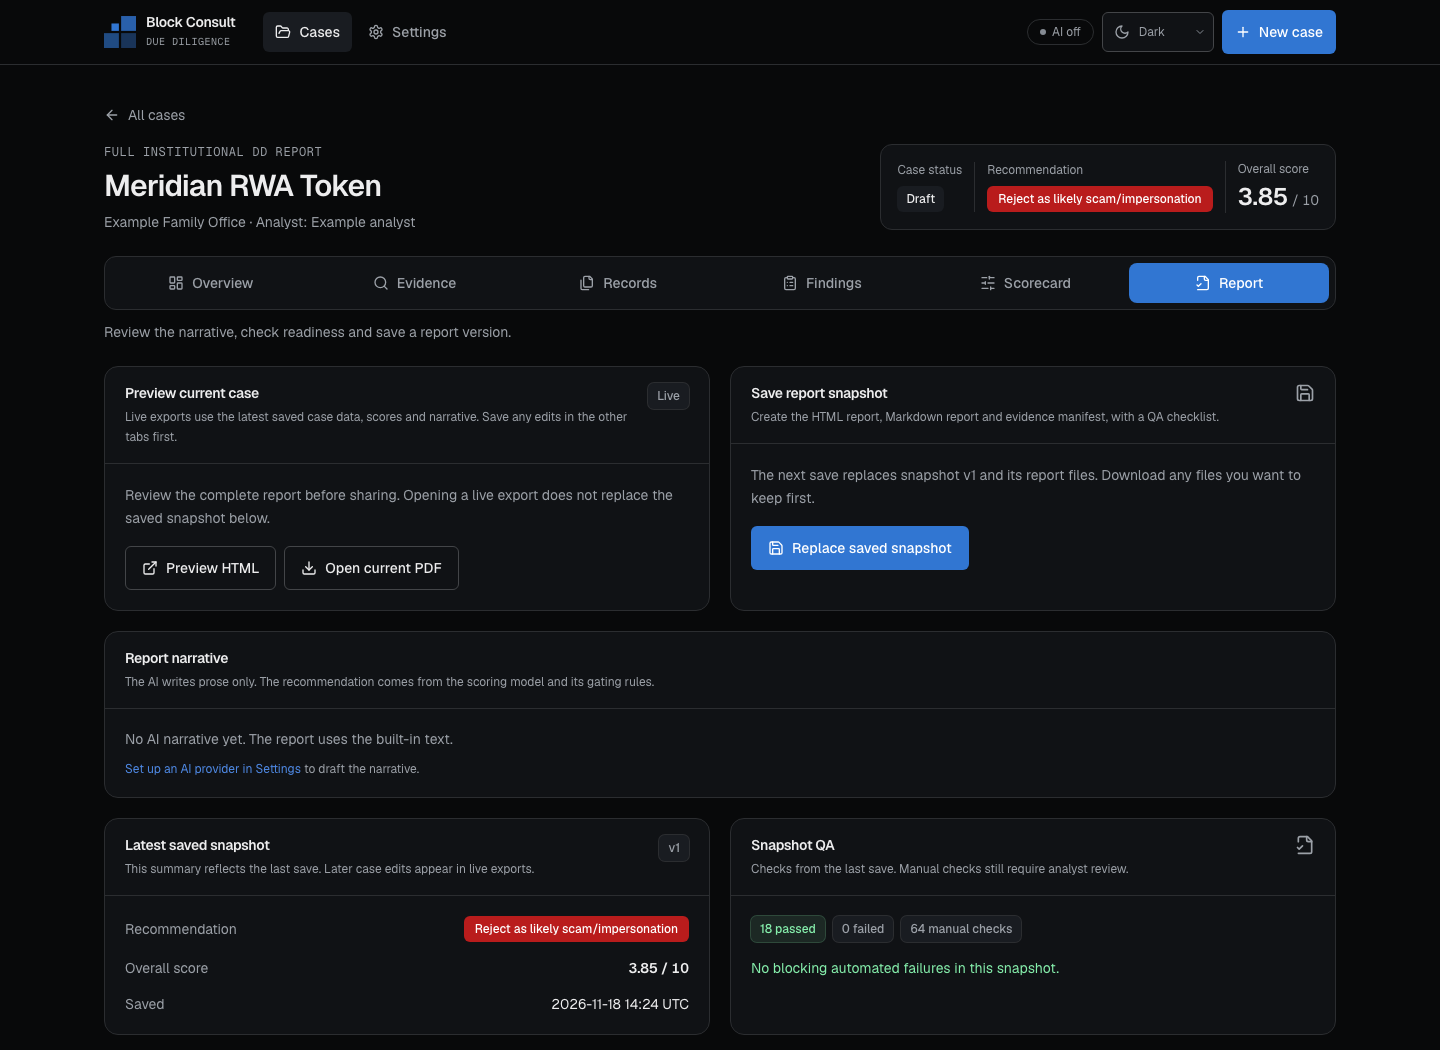 Block Consult
DUE DILIGENCE
Cases
Settings
AI off
Dark
New case
All cases
FULL INSTITUTIONAL DD REPORT
Meridian RWA Token
Example Family Office · Analyst: Example analyst
Case status
Draft
Recommendation
Reject as likely scam/impersonation
Overall score
3.85 / 10
Overview
Evidence
Records
Findings
Scorecard
Report
Review the narrative, check readiness and save a report version.
Preview current case
Live exports use the latest saved case data, scores and narrative. Save any edits in the other
tabs first.
Live
Review the complete report before sharing. Opening a live export does not replace the
saved snapshot below.
Preview HTML
Open current PDF
Save report snapshot
Create the HTML report, Markdown report and evidence manifest, with a QA checklist.
The next save replaces snapshot v1 and its report files. Download any files you want to
keep first.
Replace saved snapshot
Report narrative
The AI writes prose only. The recommendation comes from the scoring model and its gating rules.
No AI narrative yet. The report uses the built-in text.
Set up an AI provider in Settings to draft the narrative.
Latest saved snapshot
This summary reflects the last save. Later case edits appear in live exports.
v1
Recommendation
Reject as likely scam/impersonation
Overall score
3.85 / 10
Saved
2026-11-18 14:24 UTC
Snapshot QA
Checks from the last save. Manual checks still require analyst review.
18 passed
0 failed
64 manual checks
No blocking automated failures in this snapshot.